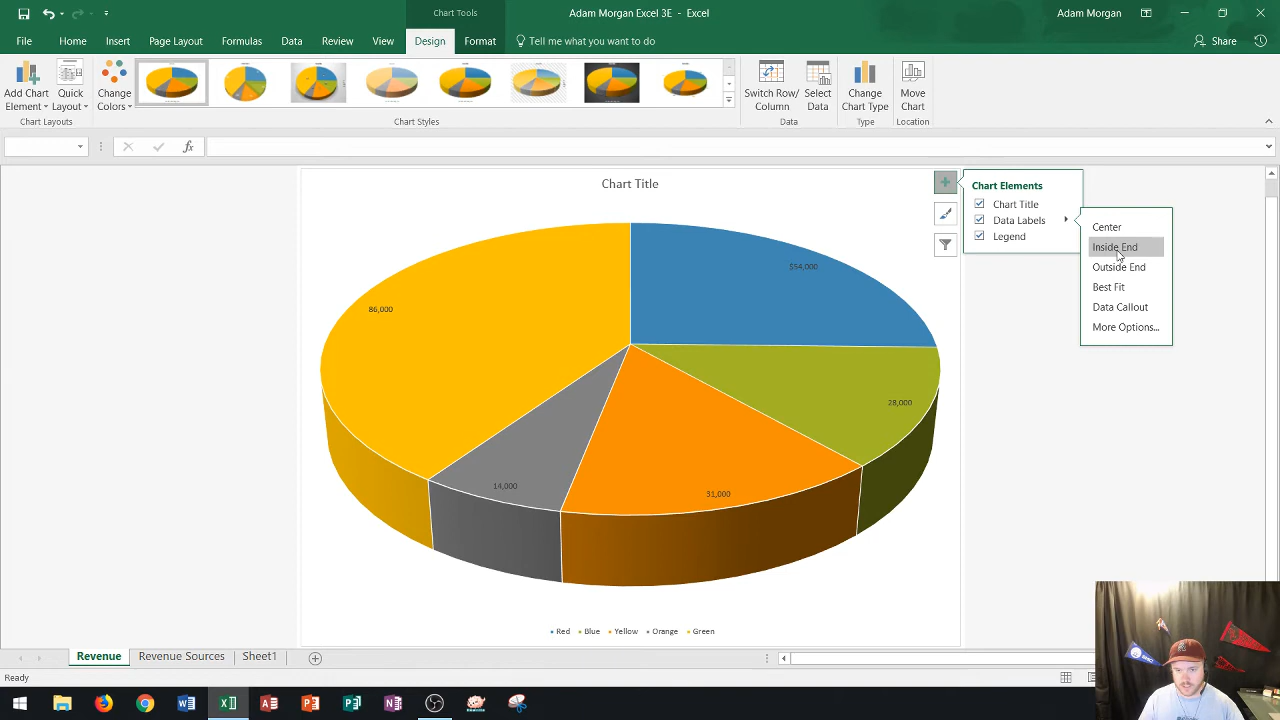 Chart Tools
Adam Morgan Excel 3E - Excel
Adam Morgan
File Home Insert Page Layout Formulas Data Review View Design Format Tell me what you want to do Share
Add Chart Element
Quick Layout
Change Colors
Switch Row/ Column
Select Data
Change Chart Type
Move Chart
Chart Layouts
Chart Styles
Data
Type
Location
fx
Chart Title
$54,000
86,000
28,000
14,000
31,000
Red Blue Yellow Orange Green
Chart Elements
Chart Title
Data Labels
Legend
Center
Inside End
Outside End
Best Fit
Data Callout
More Options...
Revenue Revenue Sources Sheet1
Ready